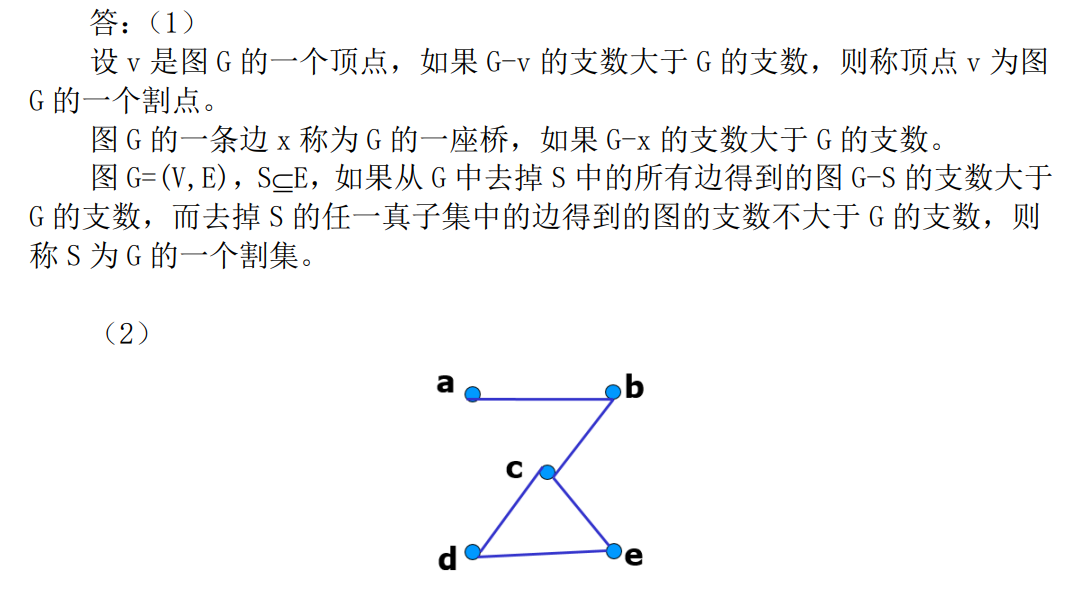 答：（1）
设 v 是图 G 的一个顶点，如果 G-v 的支数大于 G 的支数，则称顶点 v 为图
G 的一个割点。
图 G 的一条边 x 称为 G 的一座桥，如果 G-x 的支数大于 G 的支数。
图 G=(V,E)，S⊆E，如果从 G 中去掉 S 中的所有边得到的图 G-S 的支数大于
G 的支数，而去掉 S 的任一真子集中的边得到的图的支数不大于 G 的支数，则
称 S 为 G 的一个割集。
（2）
a b
c
d e